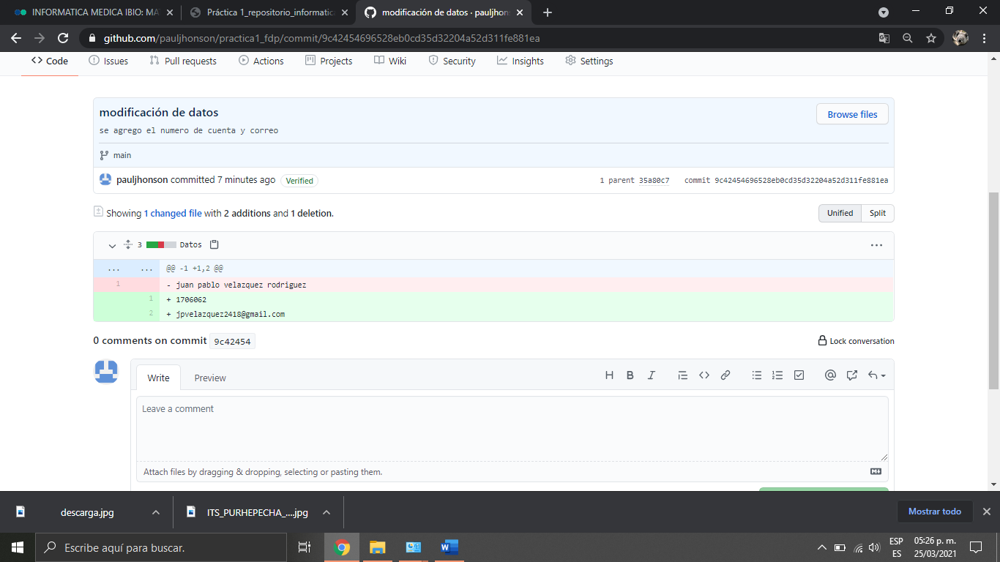 INFORMATICA MEDICA IBIO: MA
Práctica 1_repositorio_informatica
modificación de datos · pauljhons
github.com/pauljhonson/practica1_fdp/commit/9c42454696528eb0cd35d32204a52d311fe881ea
Code Issues Pull requests Actions Projects Wiki Security Insights Settings
modificación de datos
Browse files
se agrego el numero de cuenta y correo
main
pauljhonson committed 7 minutes ago Verified
1 parent 35a80c7 commit 9c42454696528eb0cd35d32204a52d311fe881ea
Showing 1 changed file with 2 additions and 1 deletion.
Unified Split
3 Datos
... ... @@ -1 +1,2 @@
1 - juan pablo velazquez rodriguez
1 + 1706062
2 + jpvelazquez2418@gmail.com
0 comments on commit 9c42454
Lock conversation
Write Preview
H B I
Leave a comment
Attach files by dragging & dropping, selecting or pasting them.
descarga.jpg
ITS_PURHEPECHA_....jpg
Mostrar todo
Escribe aquí para buscar.
ESP
ES
05:26 p. m.
25/03/2021